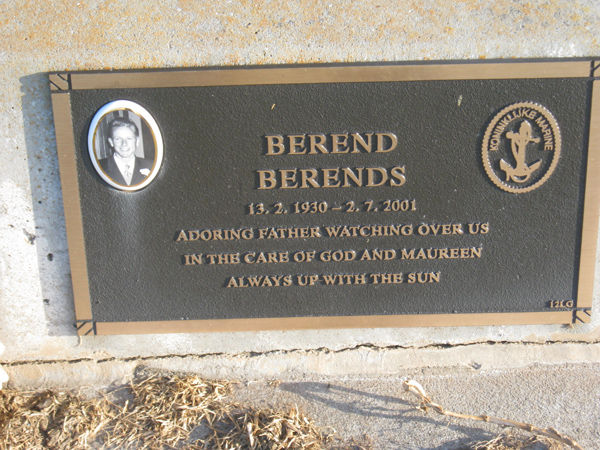 KONINKLIJKE MARINE
BEREND
BERENDS
13. 2. 1930 – 2. 7. 2001
ADORING FATHER WATCHING OVER US
IN THE CARE OF GOD AND MAUREEN
ALWAYS UP WITH THE SUN
12LG